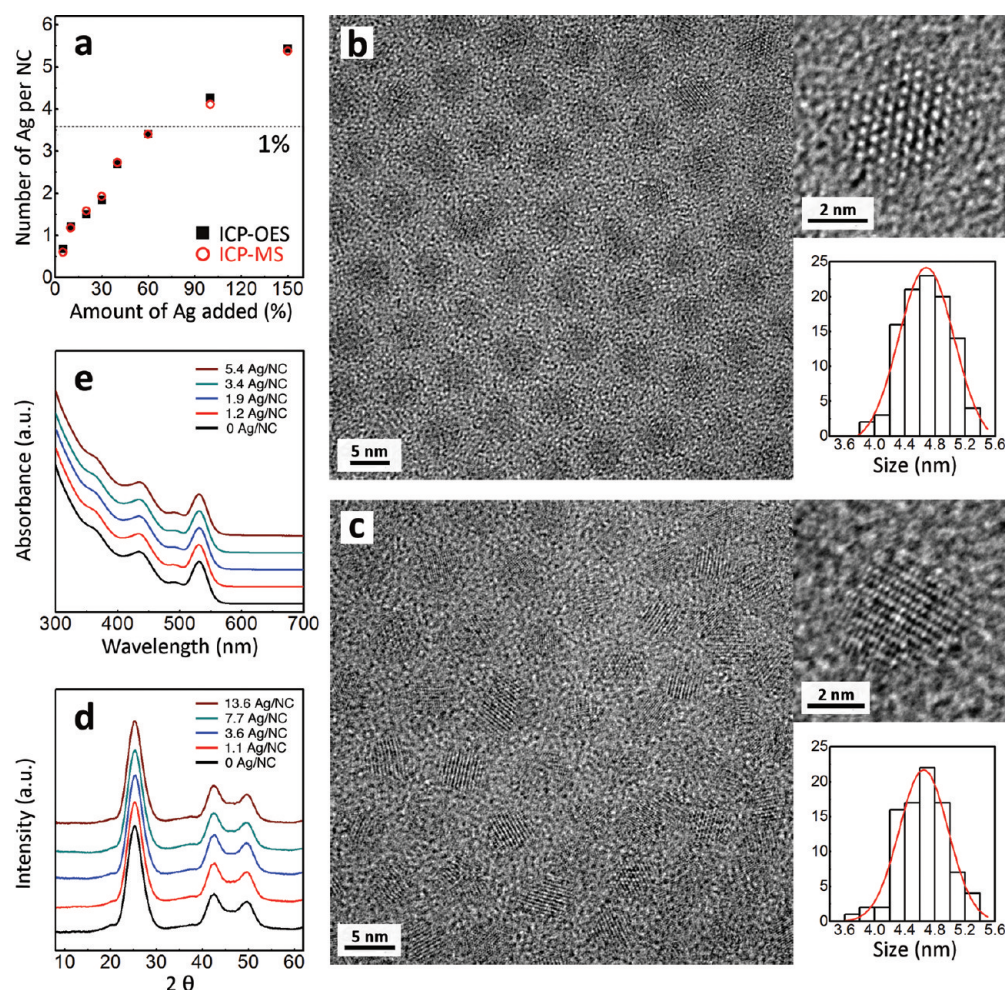 a
6
5
4
3
2
1
0
1%
ICP-OES
ICP-MS
0 30 60 90 120 150
Number of Ag per NC
Amount of Ag added (%)
b
5 nm
2 nm
25
20
15
10
5
0
3.6 4.0 4.4 4.8 5.2 5.6
Size (nm)
e
5.4 Ag/NC
3.4 Ag/NC
1.9 Ag/NC
1.2 Ag/NC
0 Ag/NC
Absorbance (a.u.)
300 400 500 600 700
Wavelength (nm)
c
5 nm
2 nm
25
20
15
10
5
0
3.6 4.0 4.4 4.8 5.2 5.6
Size (nm)
d
13.6 Ag/NC
7.7 Ag/NC
3.6 Ag/NC
1.1 Ag/NC
0 Ag/NC
Intensity (a.u.)
10 20 30 40 50 60
2 θ